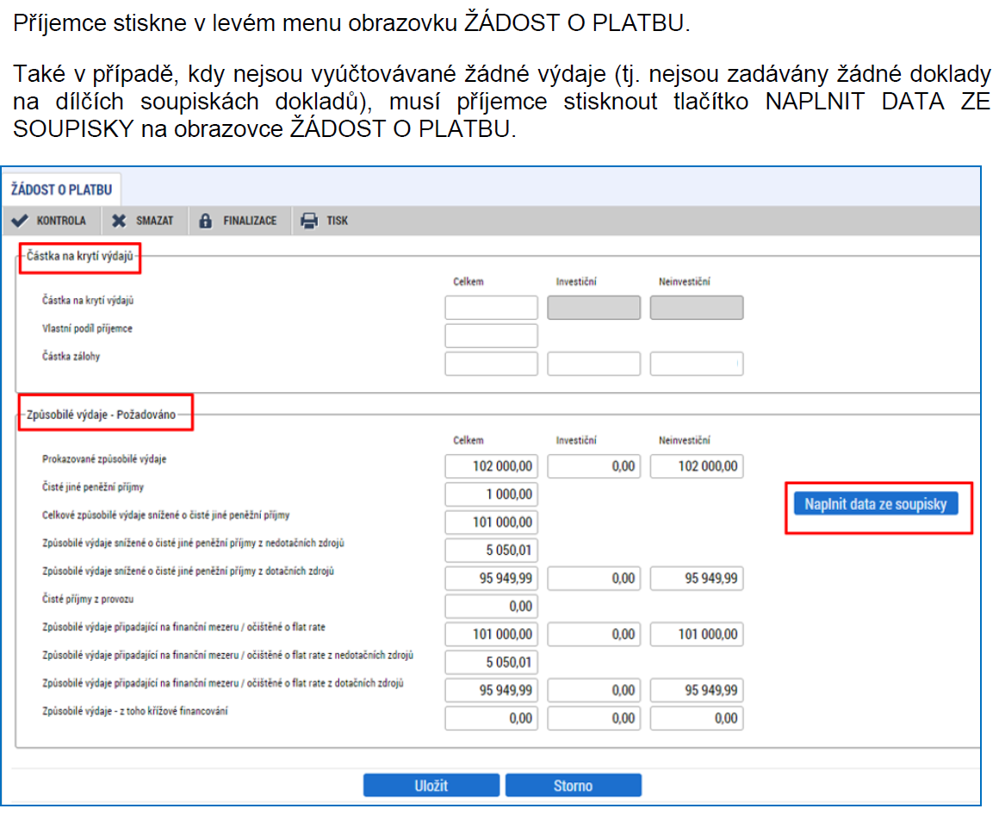 Příjemce stiskne v levém menu obrazovku ŽÁDOST O PLATBU.
Také v případě, kdy nejsou vyúčtovávané žádné výdaje (tj. nejsou zadávány žádné doklady
na dílčích soupiskách dokladů), musí příjemce stisknout tlačítko NAPLNIT DATA ZE
SOUPISKY na obrazovce ŽÁDOST O PLATBU.
ŽÁDOST O PLATBU
KONTROLA SMAZAT FINALIZACE TISK
Částka na krytí výdajů
Celkem Investiční Neinvestiční
Částka na krytí výdajů
Vlastní podíl příjemce
Částka zálohy
Způsobilé výdaje - Požadováno
Celkem Investiční Neinvestiční
Prokazované způsobilé výdaje 102 000,00 0,00 102 000,00
Čisté jiné peněžní příjmy 1 000,00
Naplnit data ze soupisky
Celkové způsobilé výdaje snížené o čisté jiné peněžní příjmy 101 000,00
Způsobilé výdaje snížené o čisté jiné peněžní příjmy z nedotačních zdrojů 5 050,01
Způsobilé výdaje snížené o čisté jiné peněžní příjmy z dotačních zdrojů 95 949,99 0,00 95 949,99
Čisté příjmy z provozu 0,00
Způsobilé výdaje připadající na finanční mezeru / očištěné o flat rate 101 000,00 0,00 101 000,00
Způsobilé výdaje připadající na finanční mezeru / očištěné o flat rate z nedotačních zdrojů 5 050,01
Způsobilé výdaje připadající na finanční mezeru / očištěné o flat rate z dotačních zdrojů 95 949,99 0,00 95 949,99
Způsobilé výdaje - z toho křížové financování 0,00 0,00 0,00
Uložit Storno